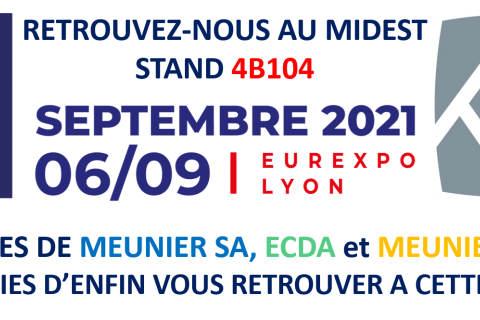 RETROUVEZ-NOUS AU MIDEST
STAND 4B104
SEPTEMBRE 2021
06/09 | EUREXPO
LYON
ES DE MEUNIER SA, ECDA et MEUNIE
IES D’ENFIN VOUS RETROUVER A CETT